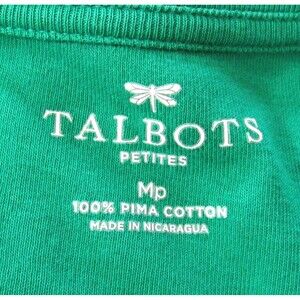 TALBOTS
PETITES
Mp
100% PIMA COTTON
MADE IN NICARAGUA